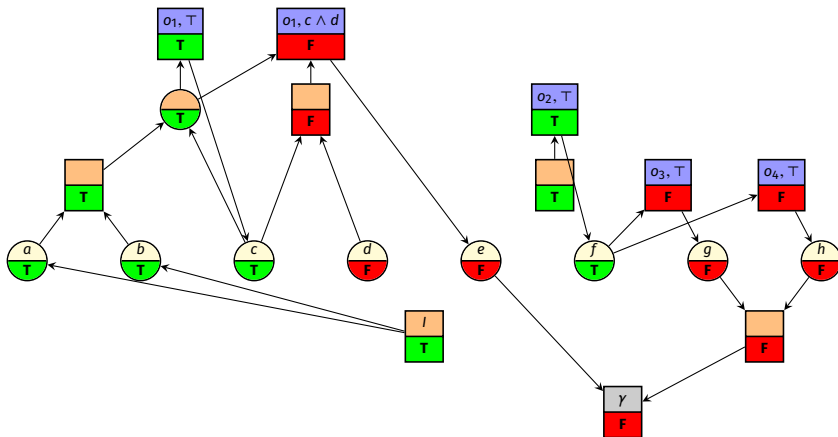 o₁, ⊤
o₁, c ∧ d
T
F
o₂, ⊤
T
F
T
o₃, ⊤
o₄, ⊤
T
T
F
F
a
b
c
d
e
f
g
h
T
T
T
F
F
T
F
F
I
T
F
γ
F